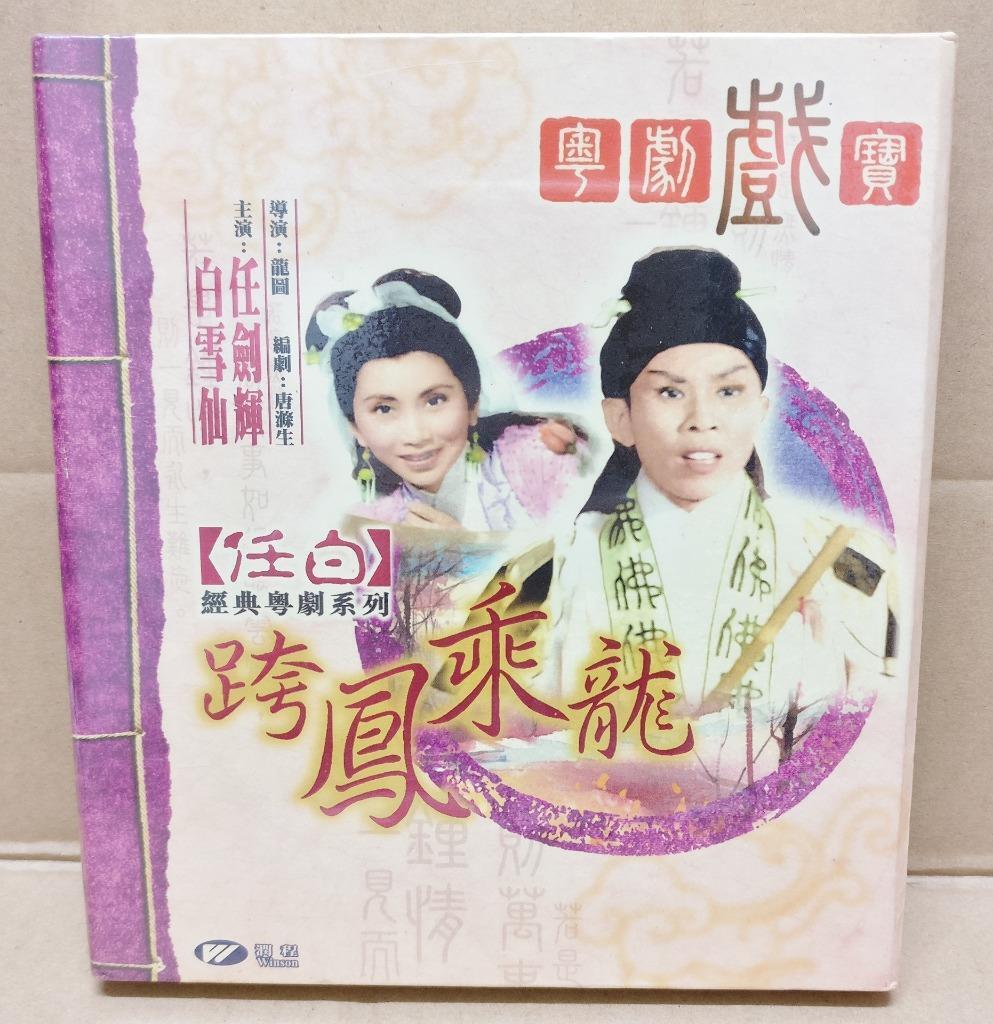 粵劇戲寶
導演：龍圖 編劇：唐滌生
主演：任劍輝
白雪仙
【任白】
經典粵劇系列
跨鳳乘龍
潤程
Winson